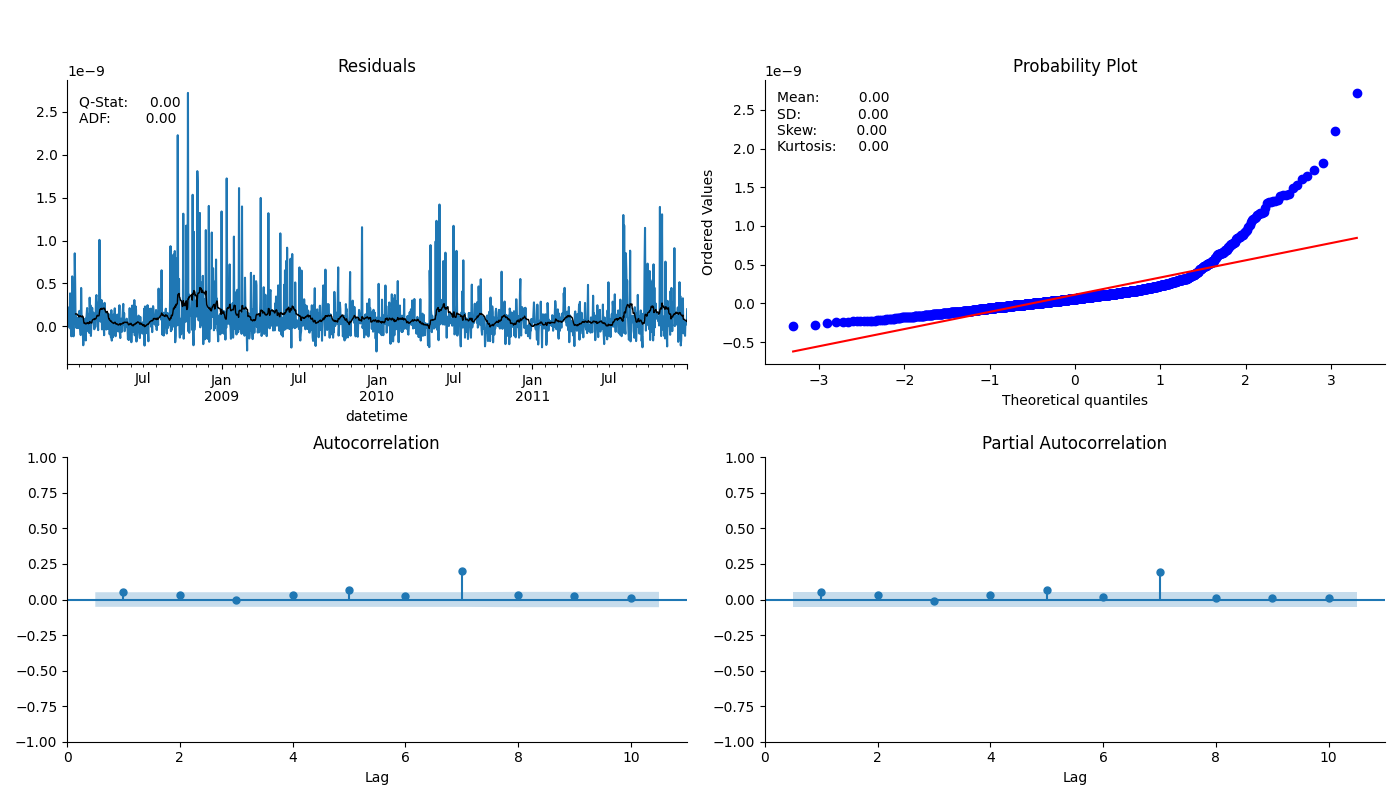 Residuals
1e−9
Q-Stat: 0.00
ADF: 0.00
2.5
2.0
1.5
1.0
0.5
0.0
Jul Jan Jul Jan Jul Jan Jul
2009 2010 2011
datetime
Probability Plot
1e−9
Mean: 0.00
SD: 0.00
Skew: 0.00
Kurtosis: 0.00
Ordered Values
2.5
2.0
1.5
1.0
0.5
0.0
−0.5
−3 −2 −1 0 1 2 3
Theoretical quantiles
Autocorrelation
1.00
0.75
0.50
0.25
0.00
−0.25
−0.50
−0.75
−1.00
0 2 4 6 8 10
Lag
Partial Autocorrelation
1.00
0.75
0.50
0.25
0.00
−0.25
−0.50
−0.75
−1.00
0 2 4 6 8 10
Lag